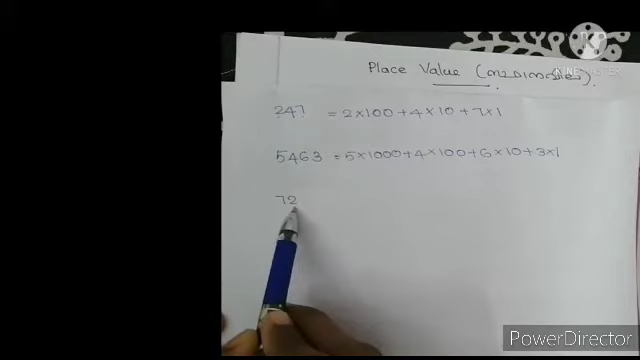 Place Value (സ്ഥാനവില).
247 = 2×100 + 4×10 + 7×1
5463 = 5×1000 + 4×100 + 6×10 + 3×1
72
KINEMASTER
PowerDirector